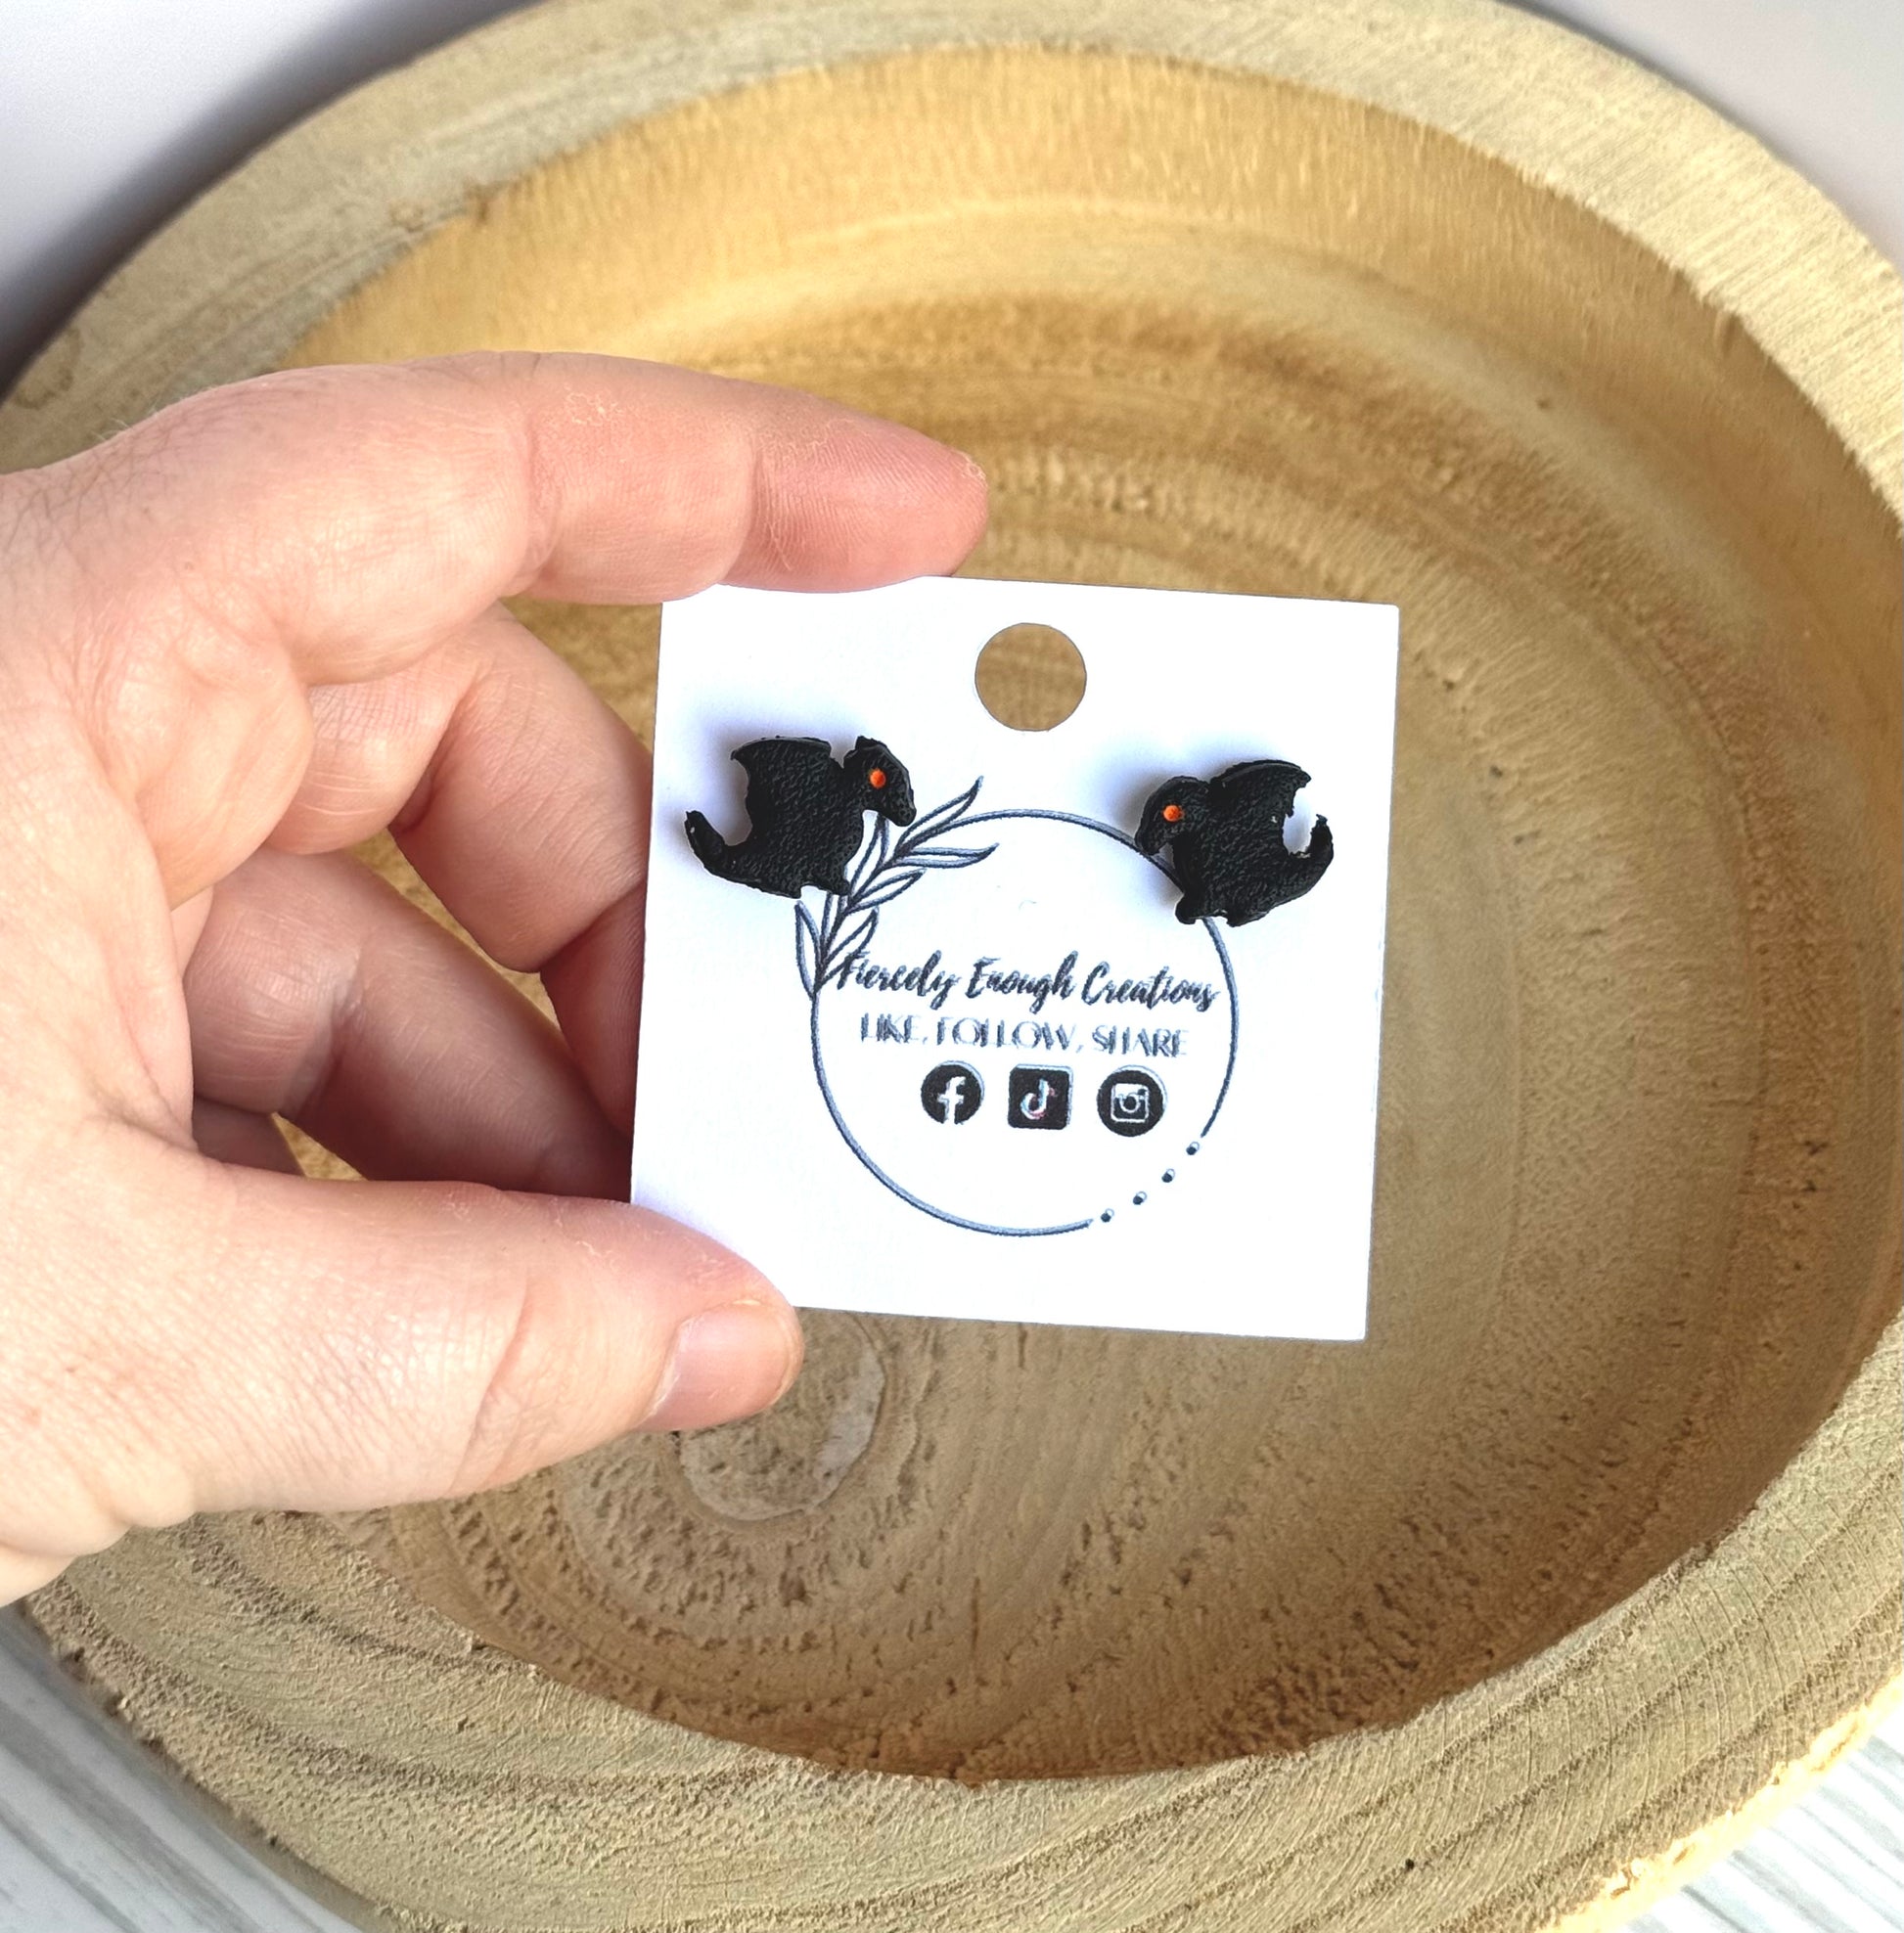 Fiercely Enough Creations
LIKE, FOLLOW, SHARE